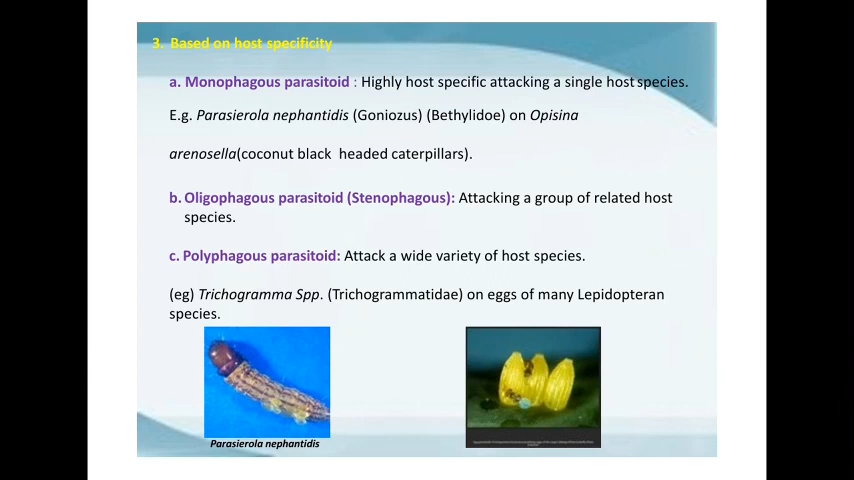 3. Based on host specificity
a. Monophagous parasitoid : Highly host specific attacking a single host species.
E.g. Parasierola nephantidis (Goniozus) (Bethylidoe) on Opisina
arenosella(coconut black headed caterpillars).
b. Oligophagous parasitoid (Stenophagous): Attacking a group of related host
species.
c. Polyphagous parasitoid: Attack a wide variety of host species.
(eg) Trichogramma Spp. (Trichogrammatidae) on eggs of many Lepidopteran
species.
Parasierola nephantidis